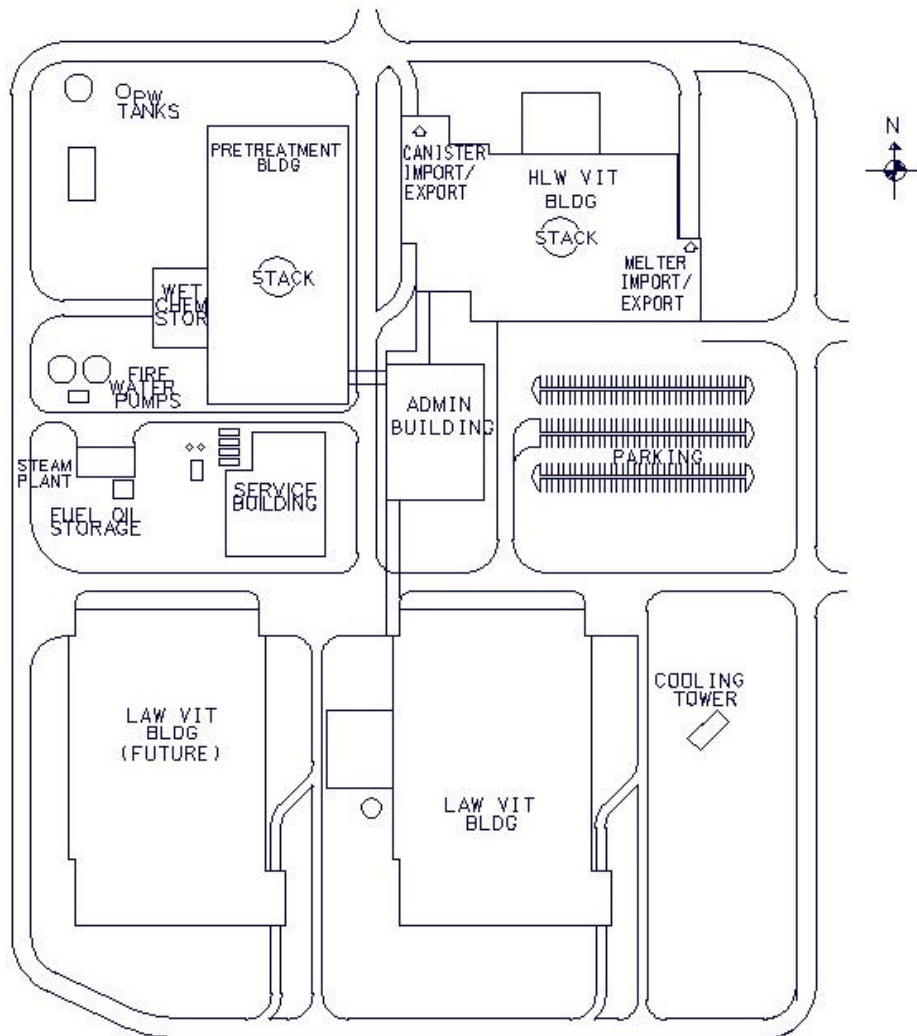 PW
TANKS
PRETREATMENT
BLDG
CANISTER
IMPORT/
EXPORT
HLW VIT
BLDG
STACK
N
STACK
MELTER
IMPORT/
EXPORT
WET
CHEM
STOR
FIRE
WATER
PUMPS
ADMIN
BUILDING
PARKING
STEAM
PLANT
FUEL OIL
STORAGE
SERVICE
BUILDING
LAW VIT
BLDG
(FUTURE)
LAW VIT
BLDG
COOLING
TOWER